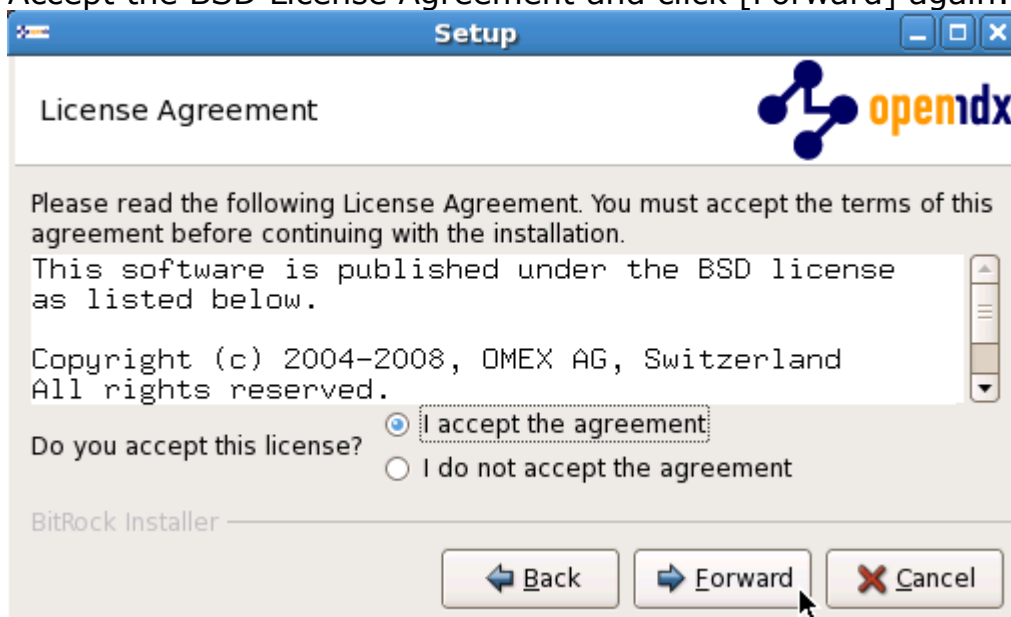 Accept the BSD License Agreement and click [Forward] again.
Setup
License Agreement
openmdx
Please read the following License Agreement. You must accept the terms of this
agreement before continuing with the installation.
This software is published under the BSD license
as listed below.
Copyright (c) 2004-2008, OMEX AG, Switzerland
All rights reserved.
Do you accept this license?
I accept the agreement
I do not accept the agreement
BitRock Installer
Back
Forward
Cancel